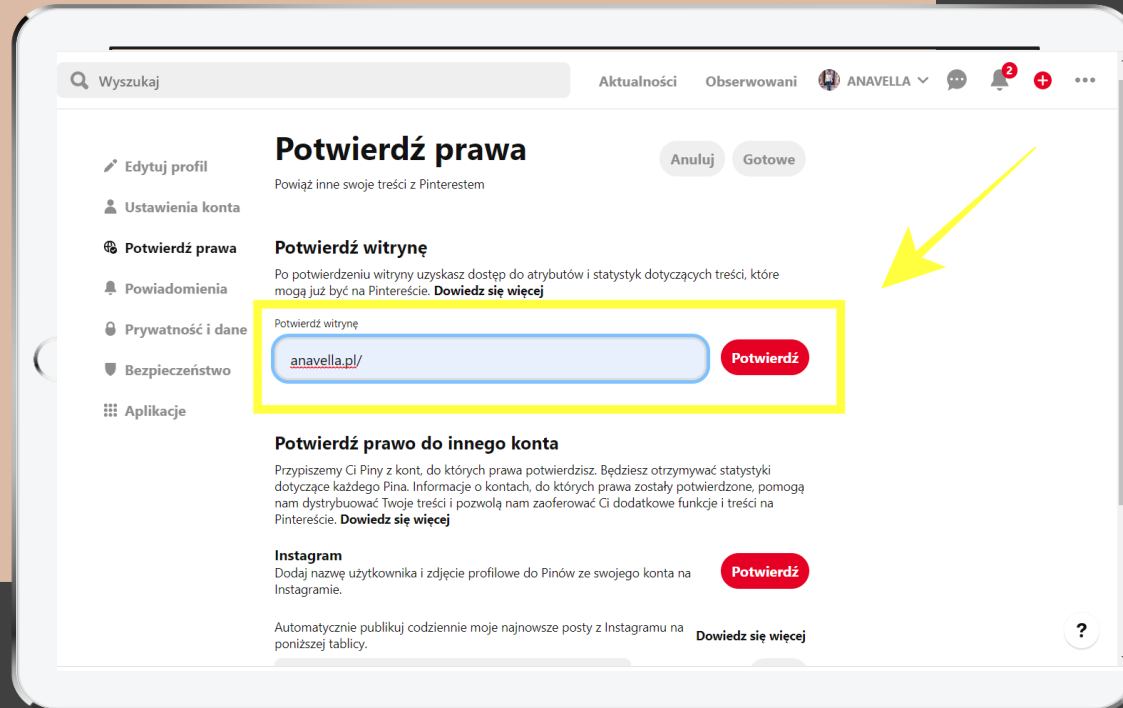 Wyszukaj
Aktualności
Obserwowani
ANAVELLA
2
Edytuj profil
Ustawienia konta
Potwierdź prawa
Powiadomienia
Prywatność i dane
Bezpieczeństwo
Aplikacje
Potwierdź prawa
Anuluj
Gotowe
Powiąż inne swoje treści z Pinterestem
Potwierdź witrynę
Po potwierdzeniu witryny uzyskasz dostęp do atrybutów i statystyk dotyczących treści, które
mogą już być na Pintereście. Dowiedz się więcej
Potwierdź witrynę
anavella.pl/
Potwierdź
Potwierdź prawo do innego konta
Przypiszemy Ci Piny z kont, do których prawa potwierdzisz. Będziesz otrzymywać statystyki
dotyczące każdego Pina. Informacje o kontach, do których prawa zostały potwierdzone, pomogą
nam dystrybuować Twoje treści i pozwolą nam zaoferować Ci dodatkowe funkcje i treści na
Pintereście. Dowiedz się więcej
Instagram
Dodaj nazwę użytkownika i zdjęcie profilowe do Pinów ze swojego konta na
Instagramie.
Potwierdź
Automatycznie publikuj codziennie moje najnowsze posty z Instagramu na
poniższej tablicy.
Dowiedz się więcej
?